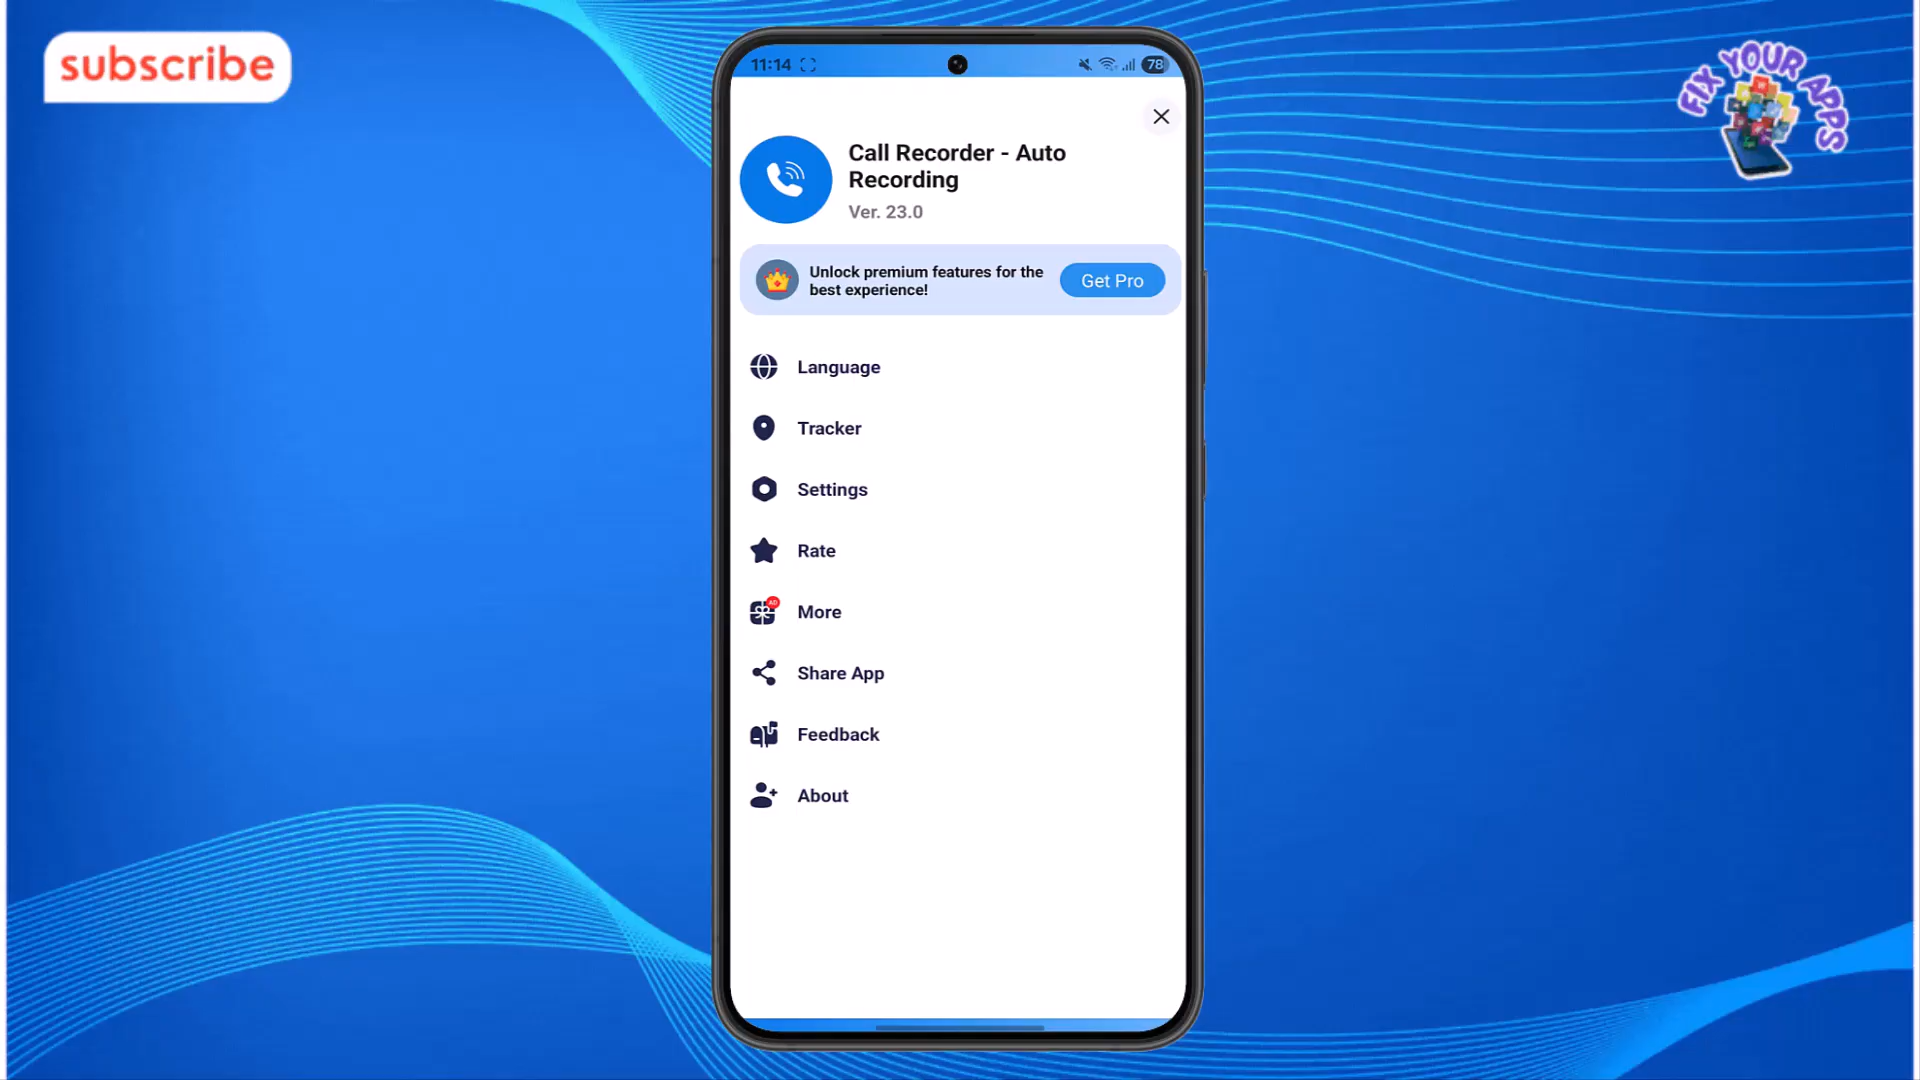 subscribe
FIX YOUR APPS
11:14
78
Call Recorder - Auto
Recording
Ver. 23.0
Unlock premium features for the
best experience!
Get Pro
Language
Tracker
Settings
Rate
AD
More
Share App
Feedback
About